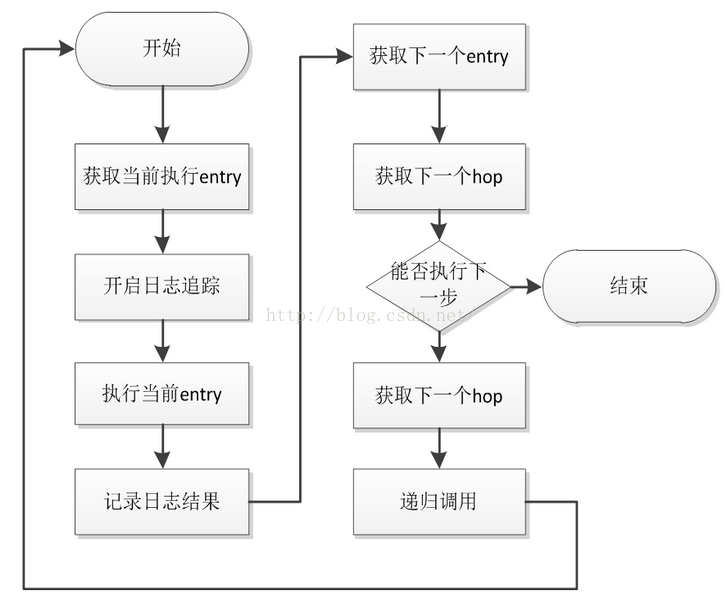 开始
获取当前执行entry
开启日志追踪
执行当前entry
记录日志结果
获取下一个entry
获取下一个hop
能否执行下
一步
结束
获取下一个hop
递归调用
http://blog.csdn.net